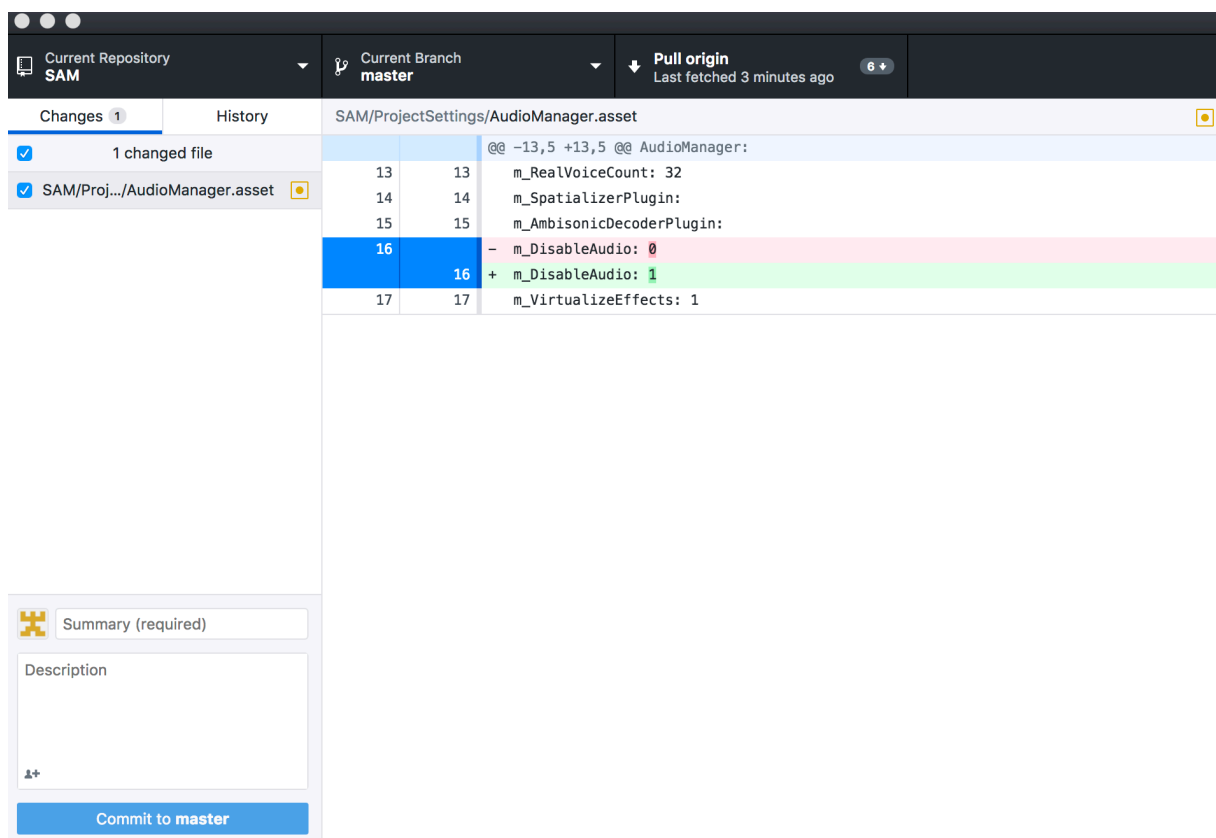 Current Repository
SAM
Current Branch
master
Pull origin
Last fetched 3 minutes ago
6
Changes 1
History
SAM/ProjectSettings/AudioManager.asset
1 changed file
SAM/Proj.../AudioManager.asset
@@ -13,5 +13,5 @@ AudioManager:
13 13 m_RealVoiceCount: 32
14 14 m_SpatializerPlugin:
15 15 m_AmbisonicDecoderPlugin:
16 - m_DisableAudio: 0
16 + m_DisableAudio: 1
17 17 m_VirtualizeEffects: 1
Summary (required)
Description
Commit to master